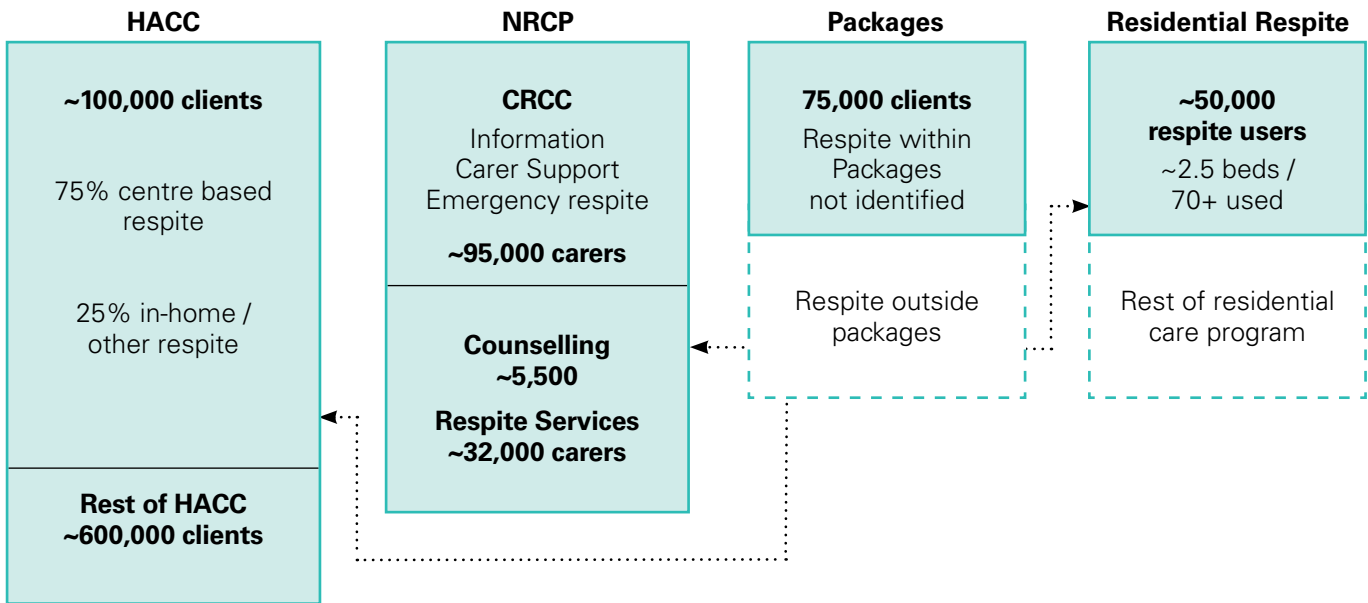 HACC
~100,000 clients
75% centre based
respite
25% in-home /
other respite
Rest of HACC
~600,000 clients
NRCP
CRCC
Information
Carer Support
Emergency respite
~95,000 carers
Counselling
~5,500
Respite Services
~32,000 carers
Packages
75,000 clients
Respite within
Packages
not identified
Respite outside
packages
Residential Respite
~50,000
respite users
~2.5 beds /
70+ used
Rest of residential
care program